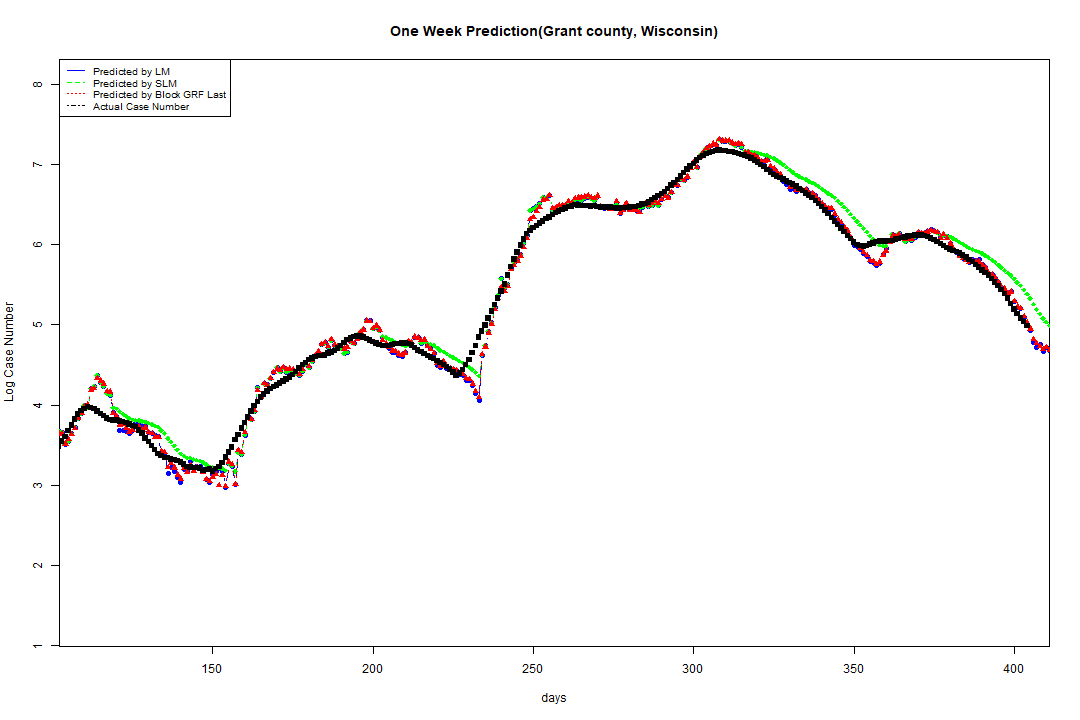 One Week Prediction(Grant county, Wisconsin)
Predicted by LM
Predicted by SLM
Predicted by Block GRF Last
Actual Case Number
8
7
6
5
4
3
2
1
Log Case Number
150 200 250 300 350 400
days